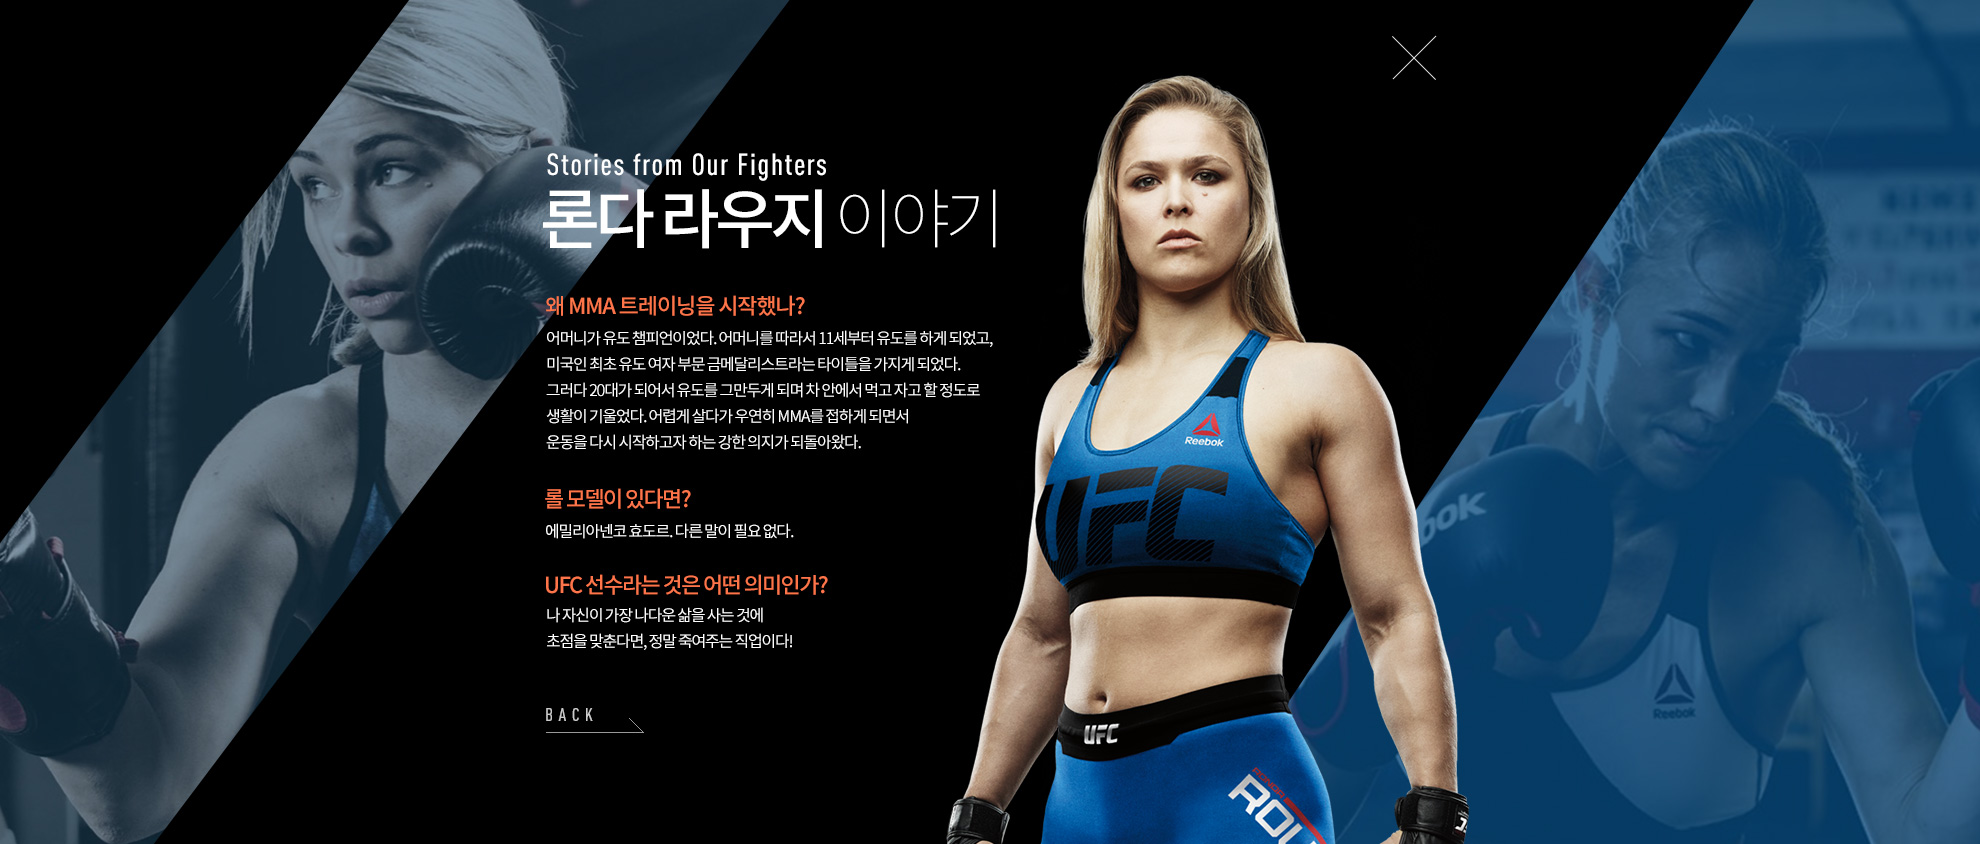 Stories from Our Fighters
론다 라우지 이야기
왜 MMA 트레이닝을 시작했나?
어머니가 유도 챔피언이었다. 어머니를 따라서 11세부터 유도를 하게 되었고,
미국인 최초 유도 여자 부문 금메달리스트라는 타이틀을 가지게 되었다.
그러다 20대가 되어서 유도를 그만두게 되며 차 안에서 먹고 자고 할 정도로
생활이 기울었다. 어렵게 살다가 우연히 MMA를 접하게 되면서
운동을 다시 시작하고자 하는 강한 의지가 되돌아왔다.
롤 모델이 있다면?
에밀리아넨코 효도르. 다른 말이 필요 없다.
UFC 선수라는 것은 어떤 의미인가?
나 자신이 가장 나다운 삶을 사는 것에
초점을 맞춘다면, 정말 죽여주는 직업이다!
BACK
Reebok
UFC
UFC
ROU
ook
Reebok